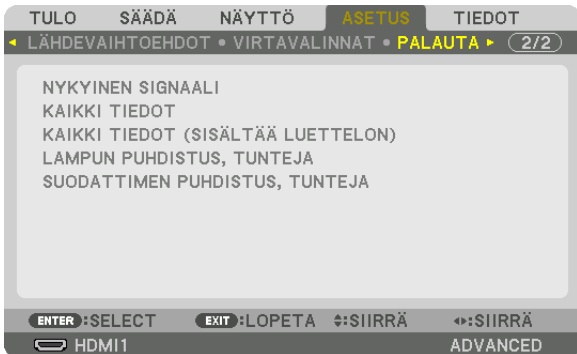 TULO SÄÄDÄ NÄYTTÖ ASETUS TIEDOT
◂ LÄHDEVAIHTOEHDOT • VIRTAVALINNAT • PALAUTA ▸ 2/2
NYKYINEN SIGNAALI
KAIKKI TIEDOT
KAIKKI TIEDOT (SISÄLTÄÄ LUETTELON)
LAMPUN PUHDISTUS, TUNTEJA
SUODATTIMEN PUHDISTUS, TUNTEJA
ENTER :SELECT EXIT :LOPETA ♦:SIIRRÄ ◂▸:SIIRRÄ
HDMI1 ADVANCED